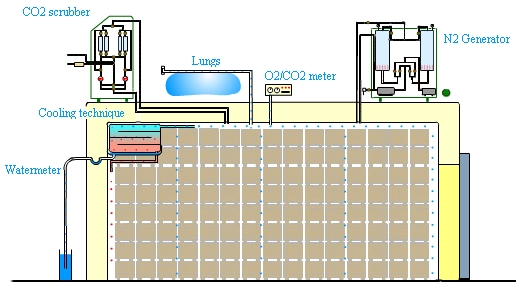 CO2 scrubber
N2 Generator
Lungs
O2/CO2 meter
Cooling technique
Watermeter